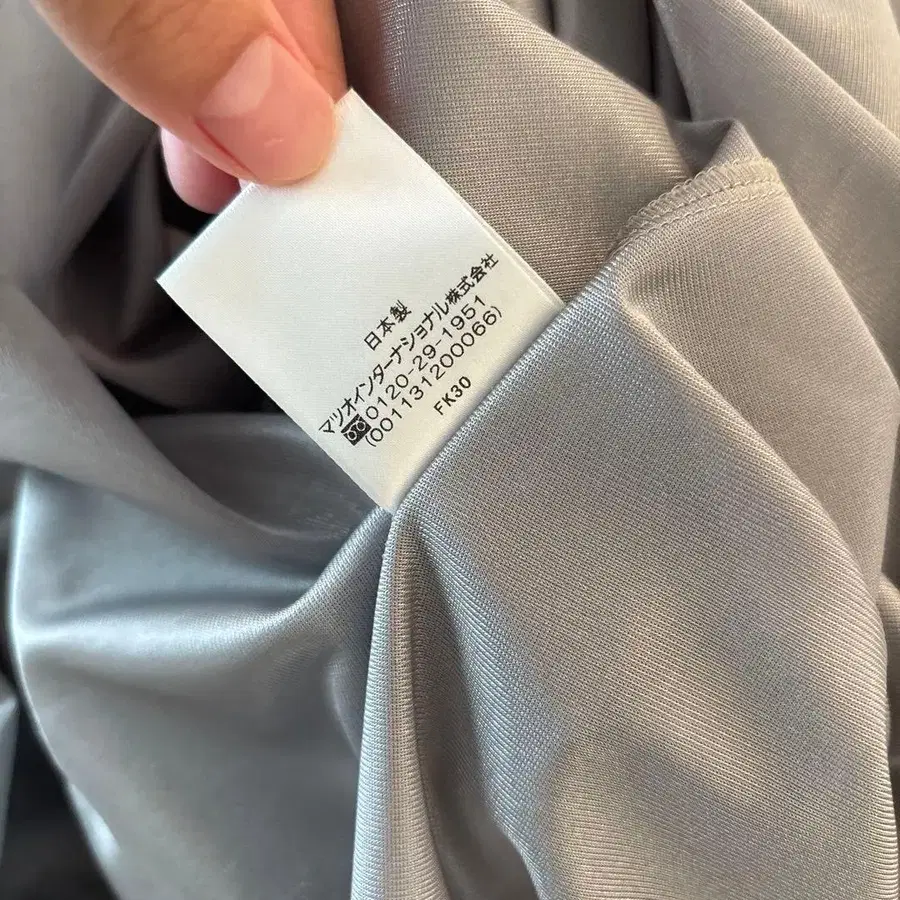 日本製
マツオインターナショナル株式会社
0120-29-1951
(001131200066)
FK30